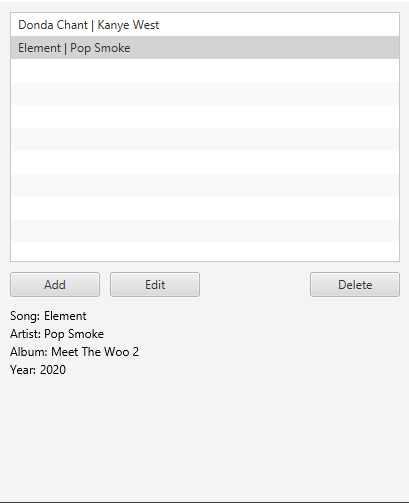 Donda Chant | Kanye West
Element | Pop Smoke
Add Edit Delete
Song: Element
Artist: Pop Smoke
Album: Meet The Woo 2
Year: 2020